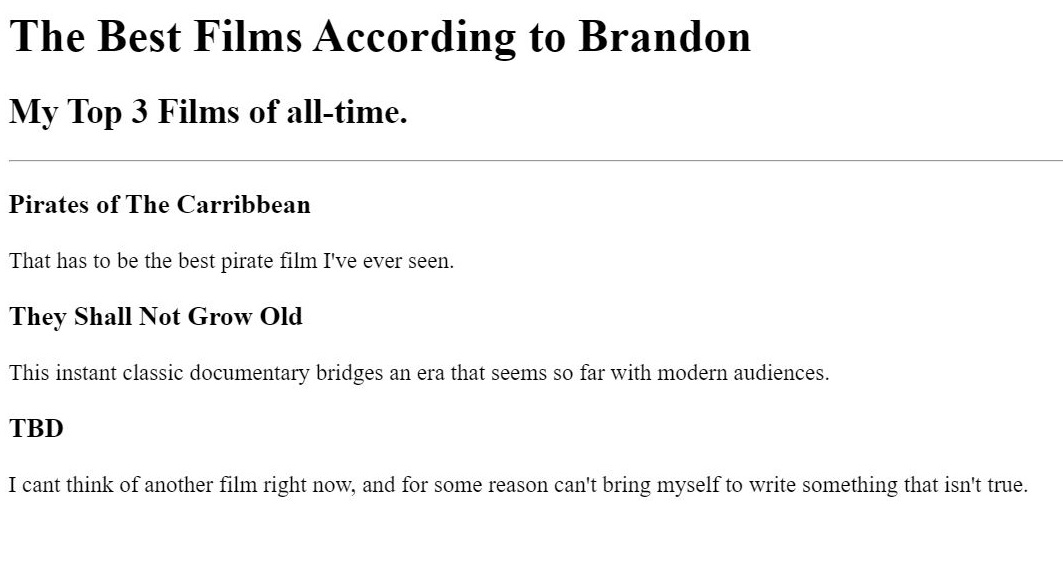 The Best Films According to Brandon
My Top 3 Films of all-time.
Pirates of The Carribbean
That has to be the best pirate film I've ever seen.
They Shall Not Grow Old
This instant classic documentary bridges an era that seems so far with modern audiences.
TBD
I cant think of another film right now, and for some reason can't bring myself to write something that isn't true.